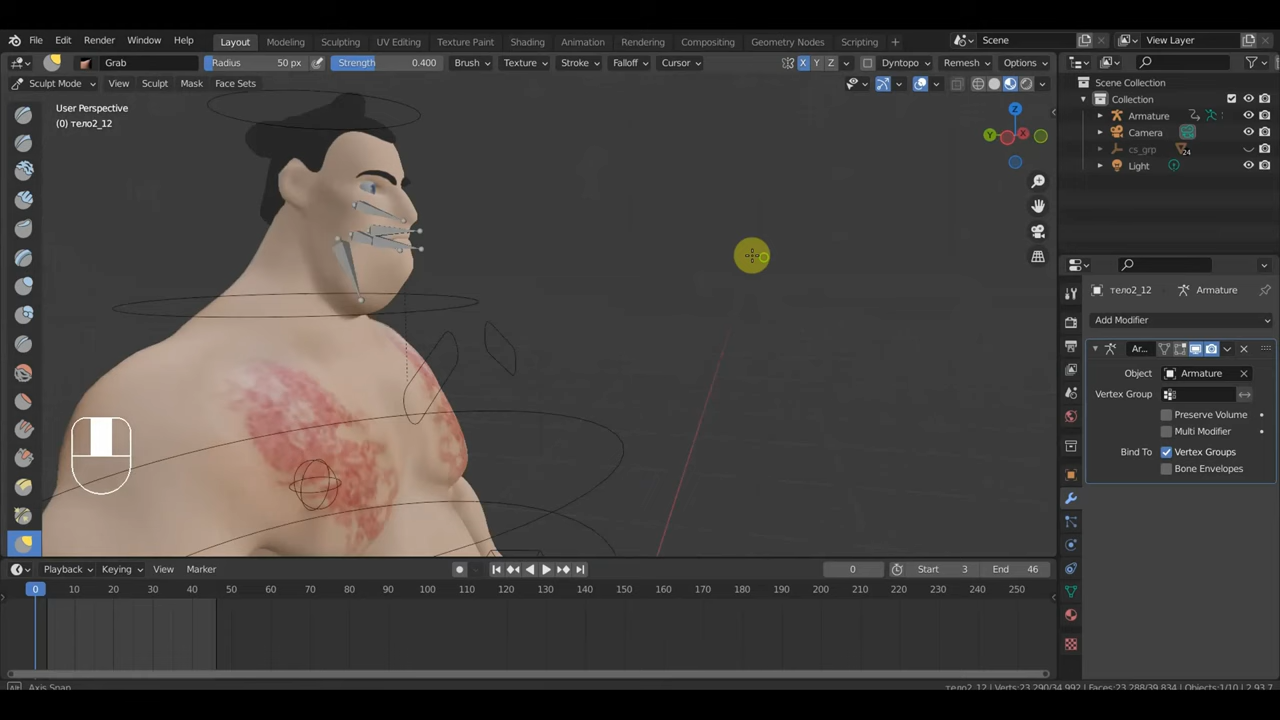 File Edit Render Window Help Layout Modeling Sculpting UV Editing Texture Paint Shading Animation Rendering Compositing Geometry Nodes Scripting + Scene View Layer
Grab Radius 50 px Strength 0.400 Brush Texture Stroke Falloff Cursor X Y Z Dyntopo Remesh Options
Sculpt Mode View Sculpt Mask Face Sets
User Perspective
(0) тело2_12
Z
Y X
Scene Collection
Collection
Armature
Camera
cs_grp 24
Light
тело2_12 Armature
Add Modifier
Ar...
Object Armature
Vertex Group
Preserve Volume
Multi Modifier
Bind To Vertex Groups
Bone Envelopes
Playback Keying View Marker 0 Start 3 End 46
0 10 20 30 40 50 60 70 80 90 100 110 120 130 140 150 160 170 180 190 200 210 220 230 240 250
Axis Snap тело2_12 | Verts:23.290/34.992 | Faces:23.288/39.834 | Objects:1/10 | 2.93.7